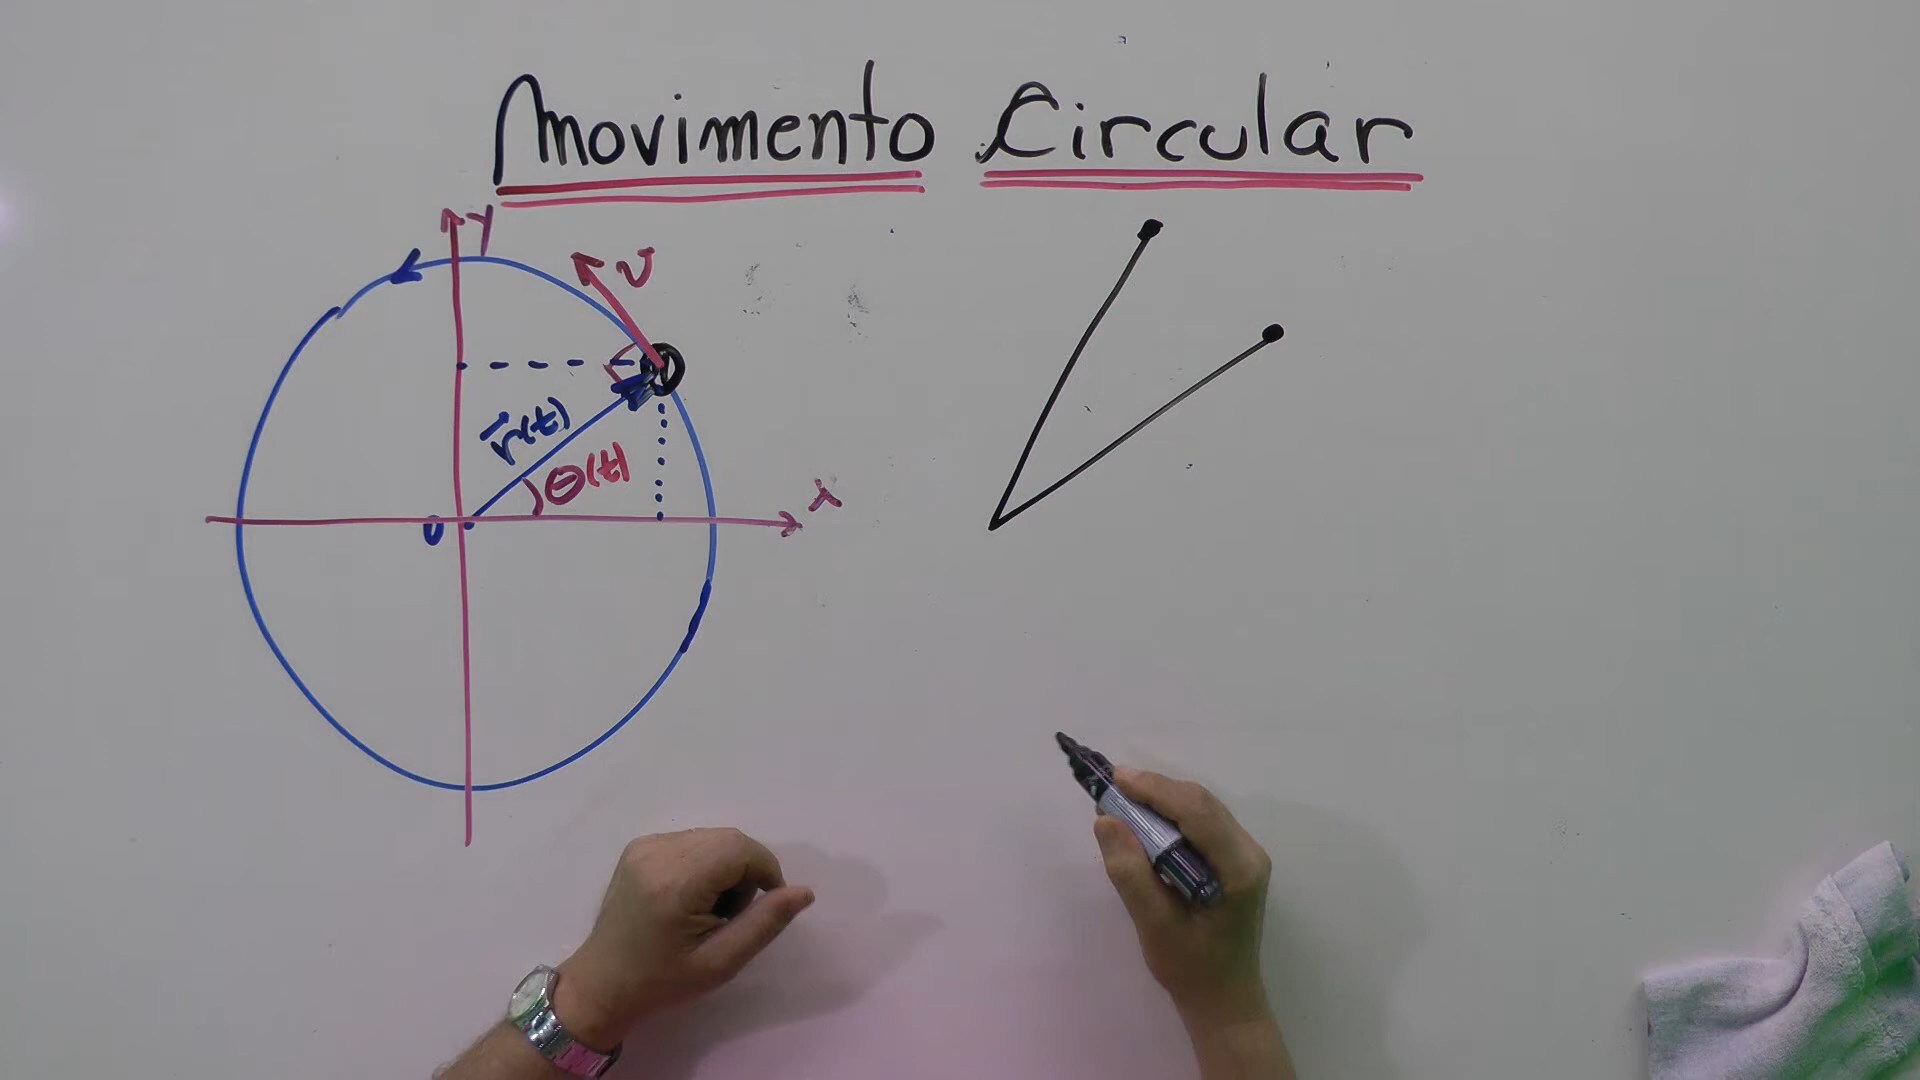 Movimento Circular
y
v
r(t)
θ(t)
x
0